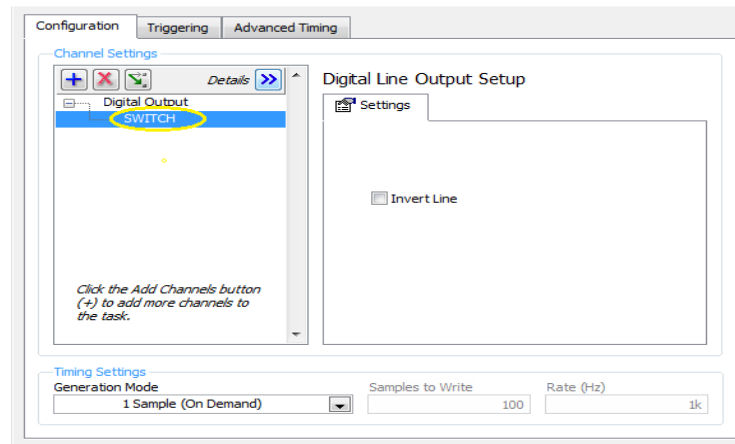 Configuration
Triggering
Advanced Timing
Channel Settings
Details
Digital Output
SWITCH
Click the Add Channels button
(+) to add more channels to
the task.
Digital Line Output Setup
Settings
Invert Line
Timing Settings
Generation Mode
1 Sample (On Demand)
Samples to Write
100
Rate (Hz)
1k